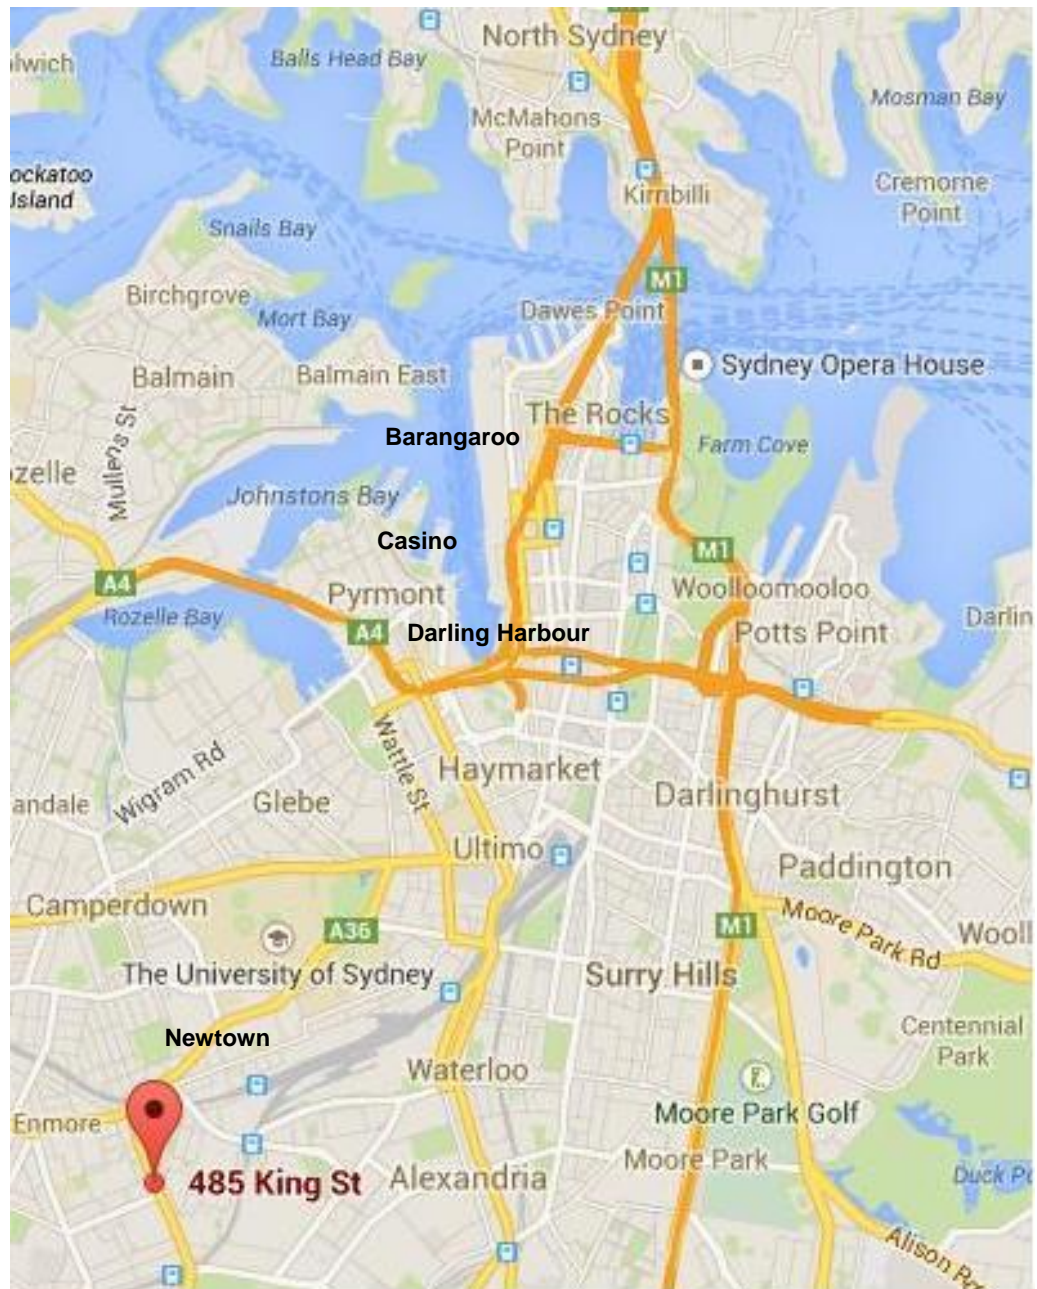 North Sydney
Balls Head Bay
lwich
Mosman Bay
McMahons
Point
ockatoo
Island
Kirribilli
Cremorne
Point
Snails Bay
M1
Birchgrove
Dawes Point
Mort Bay
Sydney Opera House
Balmain
Balmain East
The Rocks
Mullens St
Barangaroo
Farm Cove
ozelle
Johnstons Bay
Casino
M1
A4
Pyrmont
Woolloomooloo
Rozelle Bay
Darlin
A4
Darling Harbour
Potts Point
Wattle St
Haymarket
Wigram Rd
andale
Glebe
Darlinghurst
Ultimo
Paddington
Camperdown
A36
M1
Moore Park Rd
Wooll
The University of Sydney
Surry Hills
Newtown
Centennial
Park
Waterloo
Enmore
Moore Park Golf
Moore Park
485 King St
Alexandria
Duck Po
Alison Rd